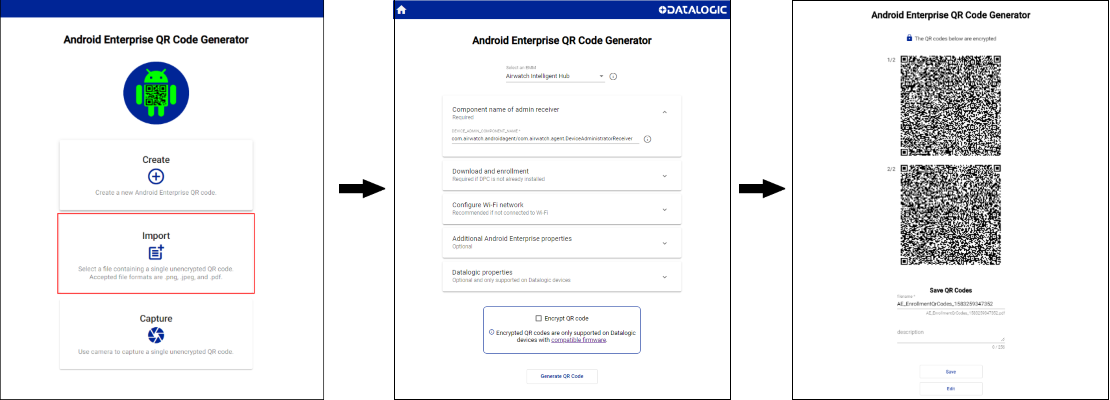 Android Enterprise QR Code Generator
Create
Create a new Android Enterprise QR code.
Import
Select a file containing a single unencrypted QR code.
Accepted file formats are .png, .jpeg, and .pdf.
Capture
Use camera to capture a single unencrypted QR code.
DATALOGIC
Android Enterprise QR Code Generator
Select an EMM
Airwatch Intelligent Hub
Component name of admin receiver
Required
DEVICE_ADMIN_COMPONENT_NAME *
com.airwatch.androidagent/com.airwatch.agent.DeviceAdministratorReceiver
Download and enrollment
Required if DPC is not already installed
Configure Wi-Fi network
Recommended if not connected to Wi-Fi
Additional Android Enterprise properties
Optional
Datalogic properties
Optional and only supported on Datalogic devices
Encrypt QR code
Encrypted QR codes are only supported on Datalogic
devices with compatible firmware.
Generate QR Code
Android Enterprise QR Code Generator
The QR codes below are encrypted
1/2
2/2
Save QR Codes
filename *
AE_EnrollmentQrCodes_1583259347352
AE_EnrollmentQrCodes_1583259347352.pdf
description
0 / 256
Save
Edit